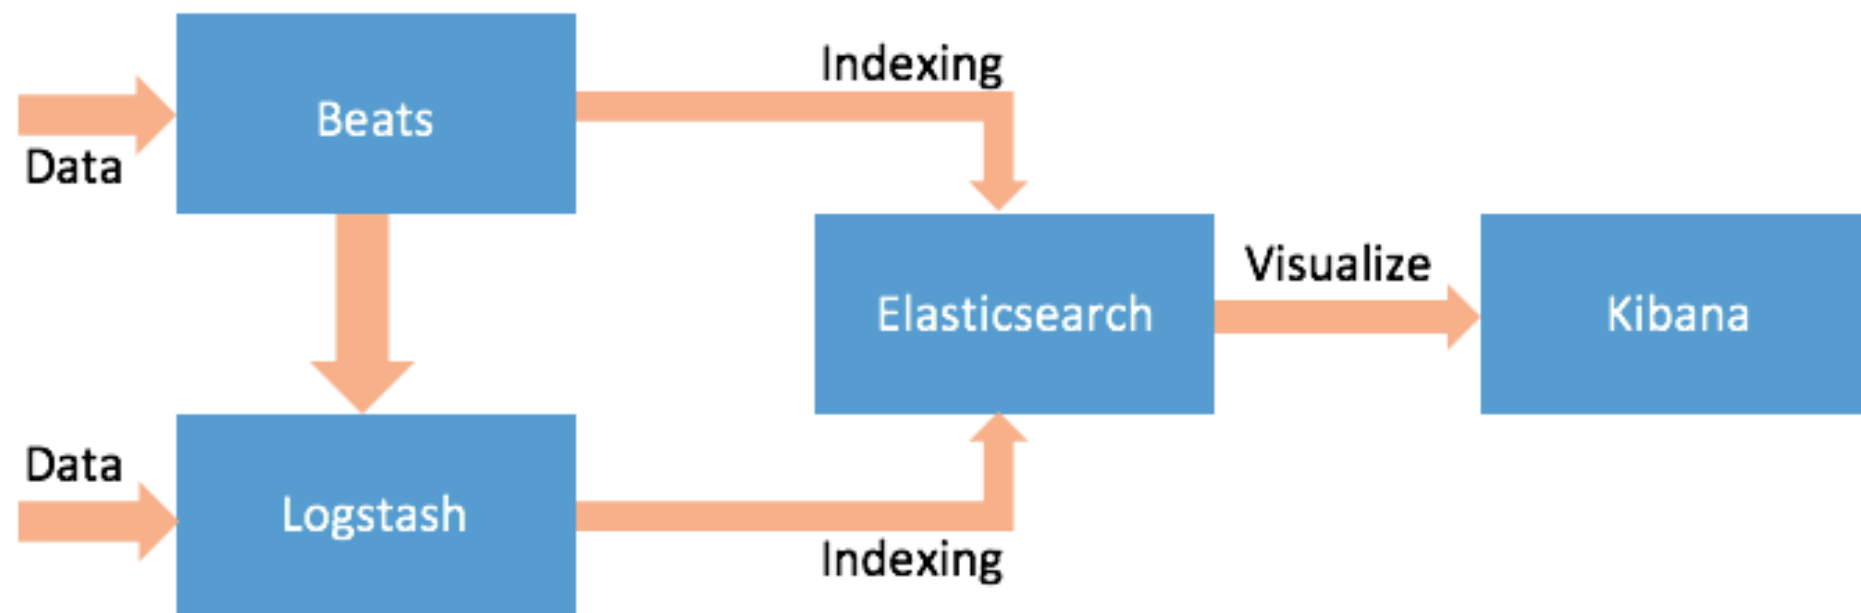 Indexing
Beats
Data
Visualize
Elasticsearch
Kibana
Data
Logstash
Indexing